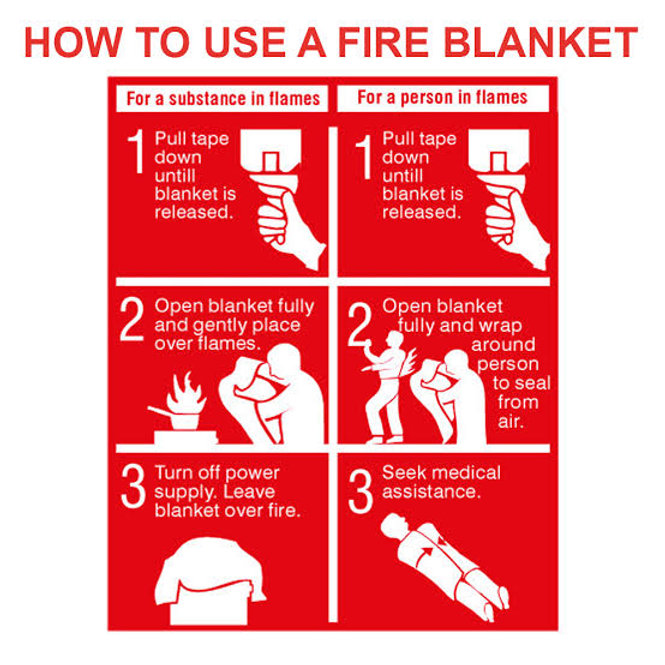 HOW TO USE A FIRE BLANKET
For a substance in flames
1
Pull tape
down
untill
blanket is
released.
2
Open blanket fully
and gently place
over flames.
3
Turn off power
supply. Leave
blanket over fire.
For a person in flames
1
Pull tape
down
untill
blanket is
released.
2
Open blanket
fully and wrap
around
person
to seal
from
air.
3
Seek medical
assistance.